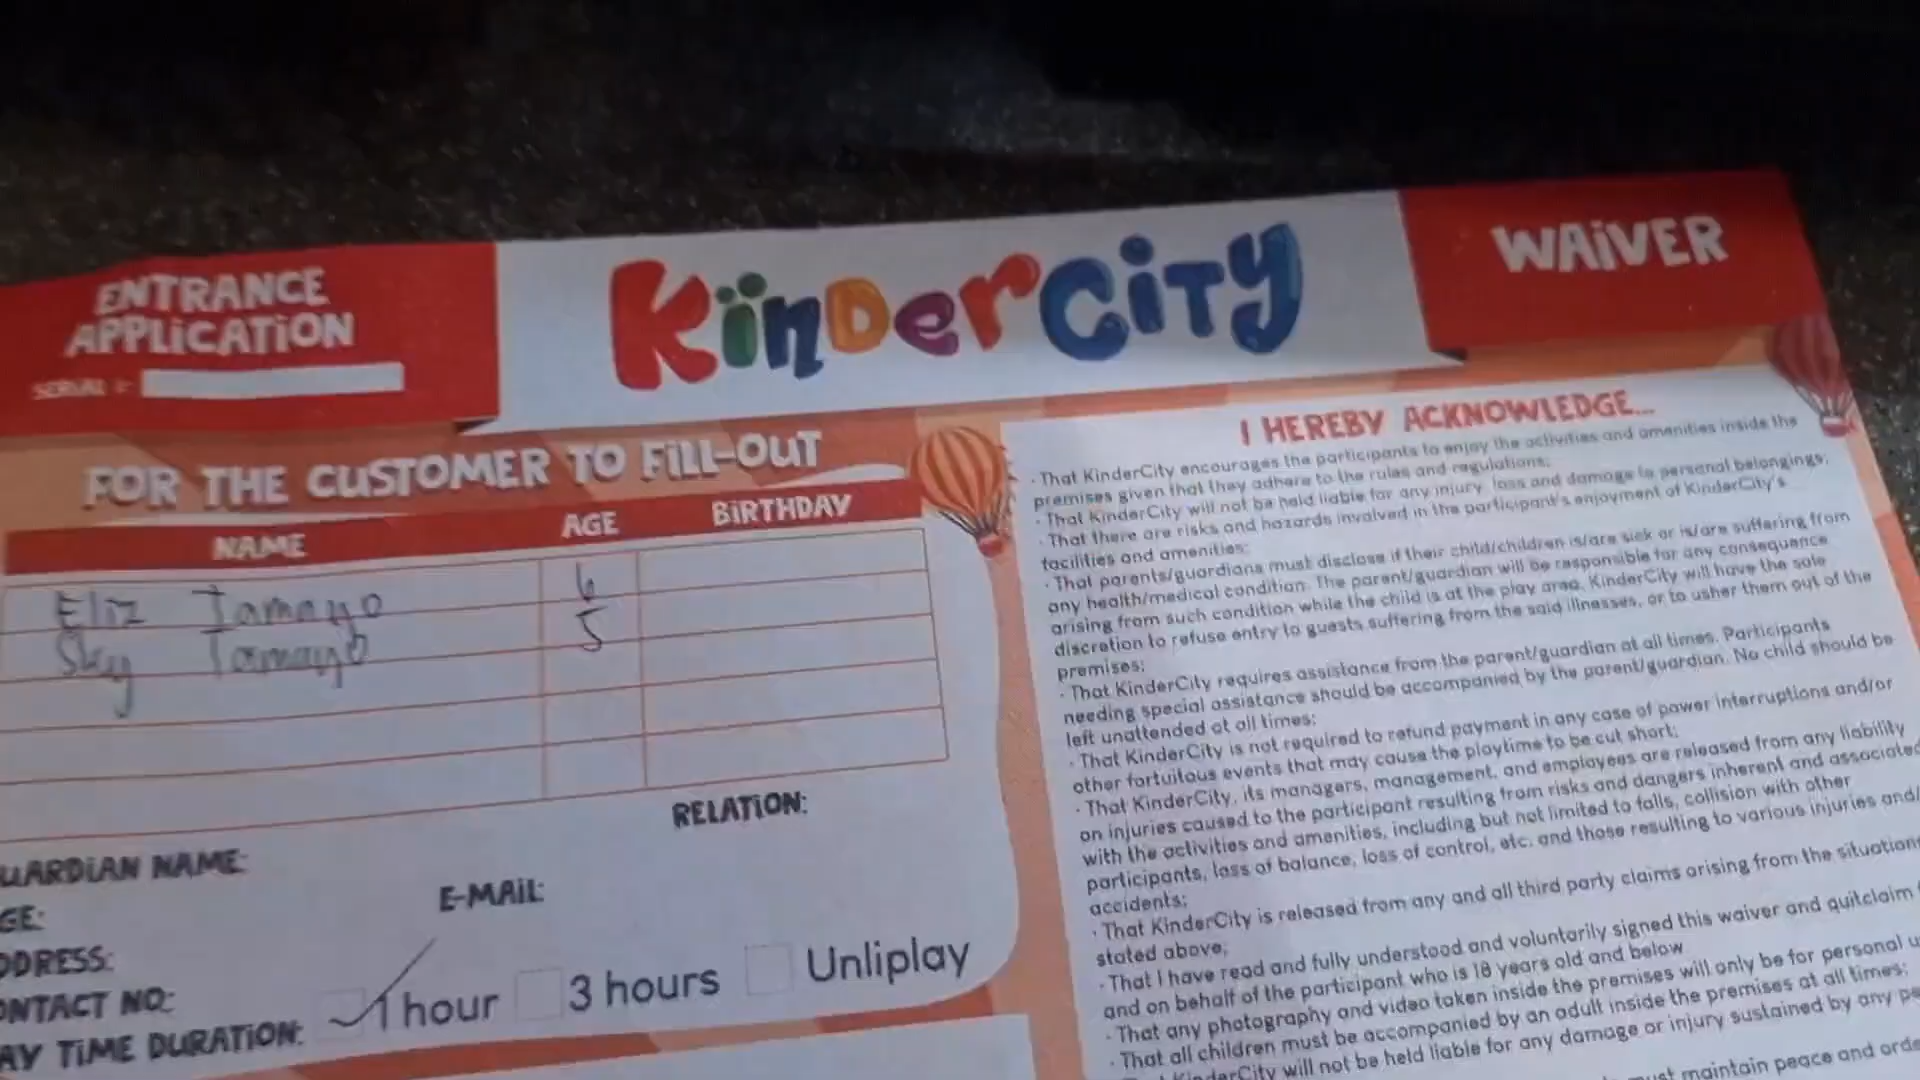 ENTRANCE
APPLICATION
SERIAL #:
KinderCity
WAIVER
FOR THE CUSTOMER TO FILL-OUT
NAME AGE BIRTHDAY
Eliz Tamayo 6
Sky Tamayo 5
RELATION:
UARDIAN NAME:
GE:
E-MAIL:
DDRESS:
ONTACT NO:
AY TIME DURATION: 1 hour 3 hours Unliplay
I HEREBY ACKNOWLEDGE...
· That KinderCity encourages the participants to enjoy the activities and amenities inside the
premises given that they adhere to the rules and regulations;
· That KinderCity will not be held liable for any injury, loss and damage to personal belongings;
· That there are risks and hazards involved in the participant's enjoyment of KinderCity's
facilities and amenities;
· That parents/guardians must disclose if their child/children is/are sick or is/are suffering from
any health/medical condition. The parent/guardian will be responsible for any consequence
arising from such condition while the child is at the play area. KinderCity will have the sole
discretion to refuse entry to guests suffering from the said illnesses, or to usher them out of the
premises;
· That KinderCity requires assistance from the parent/guardian at all times. Participants
needing special assistance should be accompanied by the parent/guardian. No child should be
left unattended at all times;
· That KinderCity is not required to refund payment in any case of power interruptions and/or
other fortuitous events that may cause the playtime to be cut short;
· That KinderCity, its managers, management, and employees are released from any liability
on injuries caused to the participant resulting from risks and dangers inherent and associated
with the activities and amenities, including but not limited to falls, collision with other
participants, loss of balance, loss of control, etc. and those resulting to various injuries and/
accidents;
· That KinderCity is released from any and all third party claims arising from the situation
stated above;
· That I have read and fully understood and voluntarily signed this waiver and quitclaim
and on behalf of the participant who is 18 years old and below
· That any photography and video taken inside the premises will only be for personal u
· That all children must be accompanied by an adult inside the premises at all times;
KinderCity will not be held liable for any damage or injury sustained by any pe
must maintain peace and orde